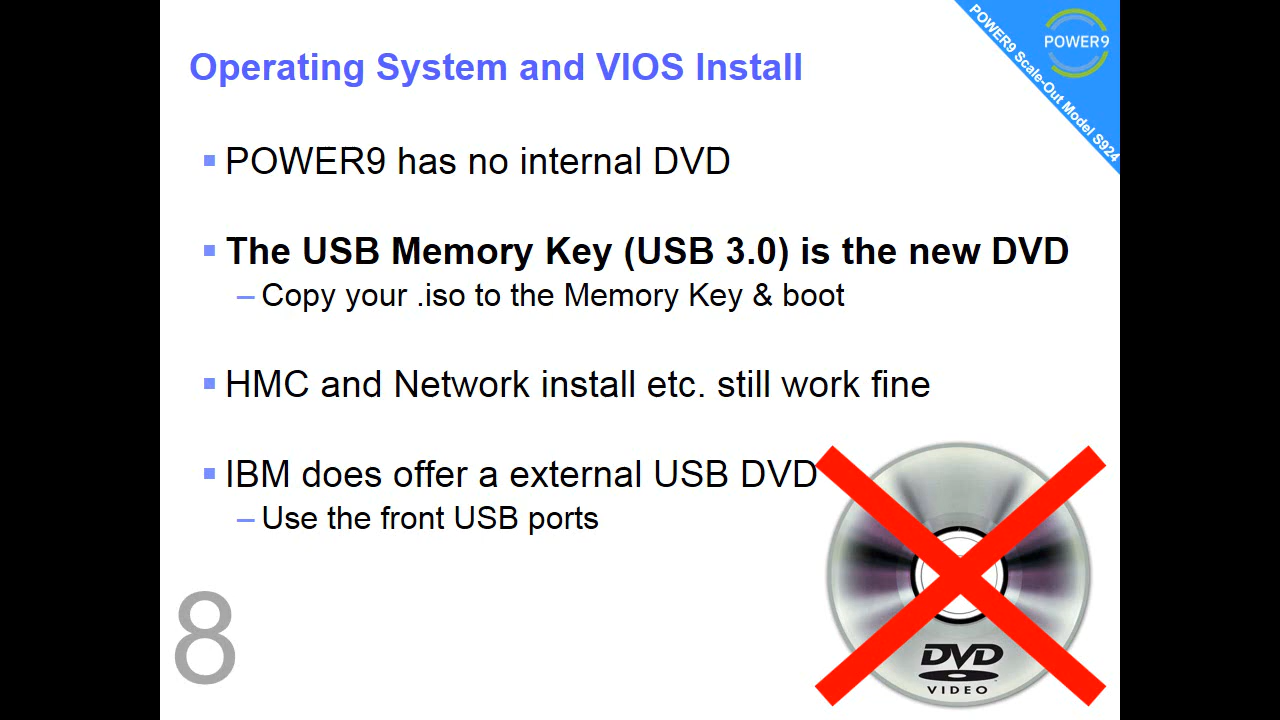 Operating System and VIOS Install
POWER9
POWER9 Scale-Out Model S924
▪ POWER9 has no internal DVD
▪ The USB Memory Key (USB 3.0) is the new DVD
– Copy your .iso to the Memory Key & boot
▪ HMC and Network install etc. still work fine
▪ IBM does offer a external USB DVD
– Use the front USB ports
DVD
VIDEO
8